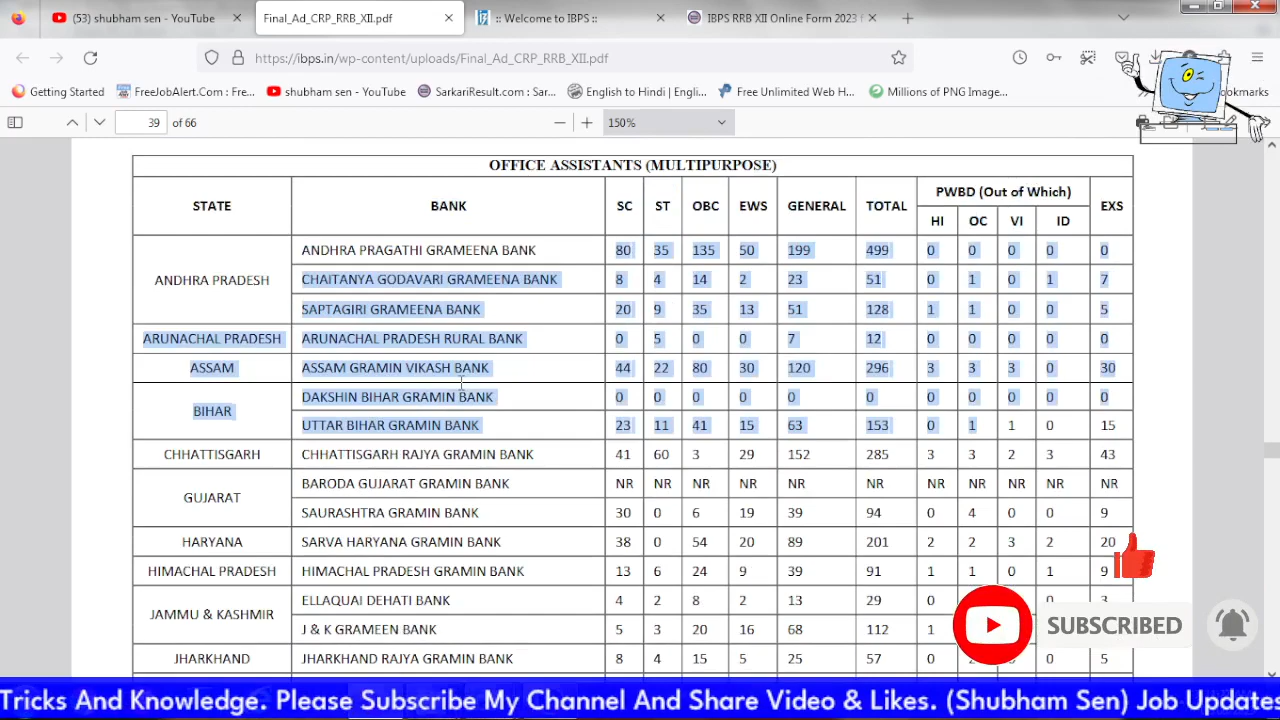 (53) shubham sen - YouTube
Final_Ad_CRP_RRB_XII.pdf
:: Welcome to IBPS ::
IBPS RRB XII Online Form 2023
https://ibps.in/wp-content/uploads/Final_Ad_CRP_RRB_XII.pdf
Getting Started
FreeJobAlert.Com : Fre…
shubham sen - YouTube
SarkariResult.com : Sar…
English to Hindi | Engli…
Free Unlimited Web H…
Millions of PNG Image…
okmarks
39 of 66
150%
OFFICE ASSISTANTS (MULTIPURPOSE)
STATE BANK SC ST OBC EWS GENERAL TOTAL PWBD (Out of Which) EXS
HI OC VI ID
ANDHRA PRADESH
ANDHRA PRAGATHI GRAMEENA BANK 80 35 135 50 199 499 0 0 0 0 0
CHAITANYA GODAVARI GRAMEENA BANK 8 4 14 2 23 51 0 1 0 1 7
SAPTAGIRI GRAMEENA BANK 20 9 35 13 51 128 1 1 0 0 5
ARUNACHAL PRADESH ARUNACHAL PRADESH RURAL BANK 0 5 0 0 7 12 0 0 0 0 0
ASSAM ASSAM GRAMIN VIKASH BANK 44 22 80 30 120 296 3 3 3 0 30
BIHAR
DAKSHIN BIHAR GRAMIN BANK 0 0 0 0 0 0 0 0 0 0 0
UTTAR BIHAR GRAMIN BANK 23 11 41 15 63 153 0 1 1 0 15
CHHATTISGARH CHHATTISGARH RAJYA GRAMIN BANK 41 60 3 29 152 285 3 3 2 3 43
GUJARAT
BARODA GUJARAT GRAMIN BANK NR NR NR NR NR NR NR NR NR NR NR
SAURASHTRA GRAMIN BANK 30 0 6 19 39 94 0 4 0 0 9
HARYANA SARVA HARYANA GRAMIN BANK 38 0 54 20 89 201 2 2 3 2 20
HIMACHAL PRADESH HIMACHAL PRADESH GRAMIN BANK 13 6 24 9 39 91 1 1 0 1 9
JAMMU & KASHMIR
ELLAQUAI DEHATI BANK 4 2 8 2 13 29 0
J & K GRAMEEN BANK 5 3 20 16 68 112 1
JHARKHAND JHARKHAND RAJYA GRAMIN BANK 8 4 15 5 25 57 0 5
SUBSCRIBED
Tricks And Knowledge. Please Subscribe My Channel And Share Video & Likes. (Shubham Sen) Job Updates